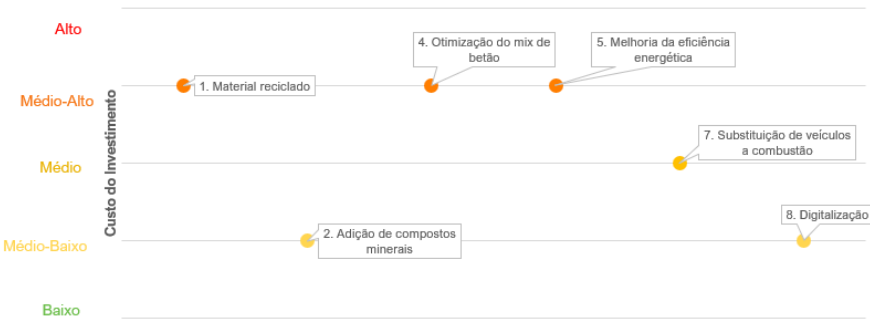 Alto
4. Otimização do mix de
betão
5. Melhoria da eficiência
energética
1. Material reciclado
Médio-Alto
Custo do Investimento
7. Substituição de veículos
a combustão
Médio
8. Digitalização
2. Adição de compostos
minerais
Médio-Baixo
Baixo